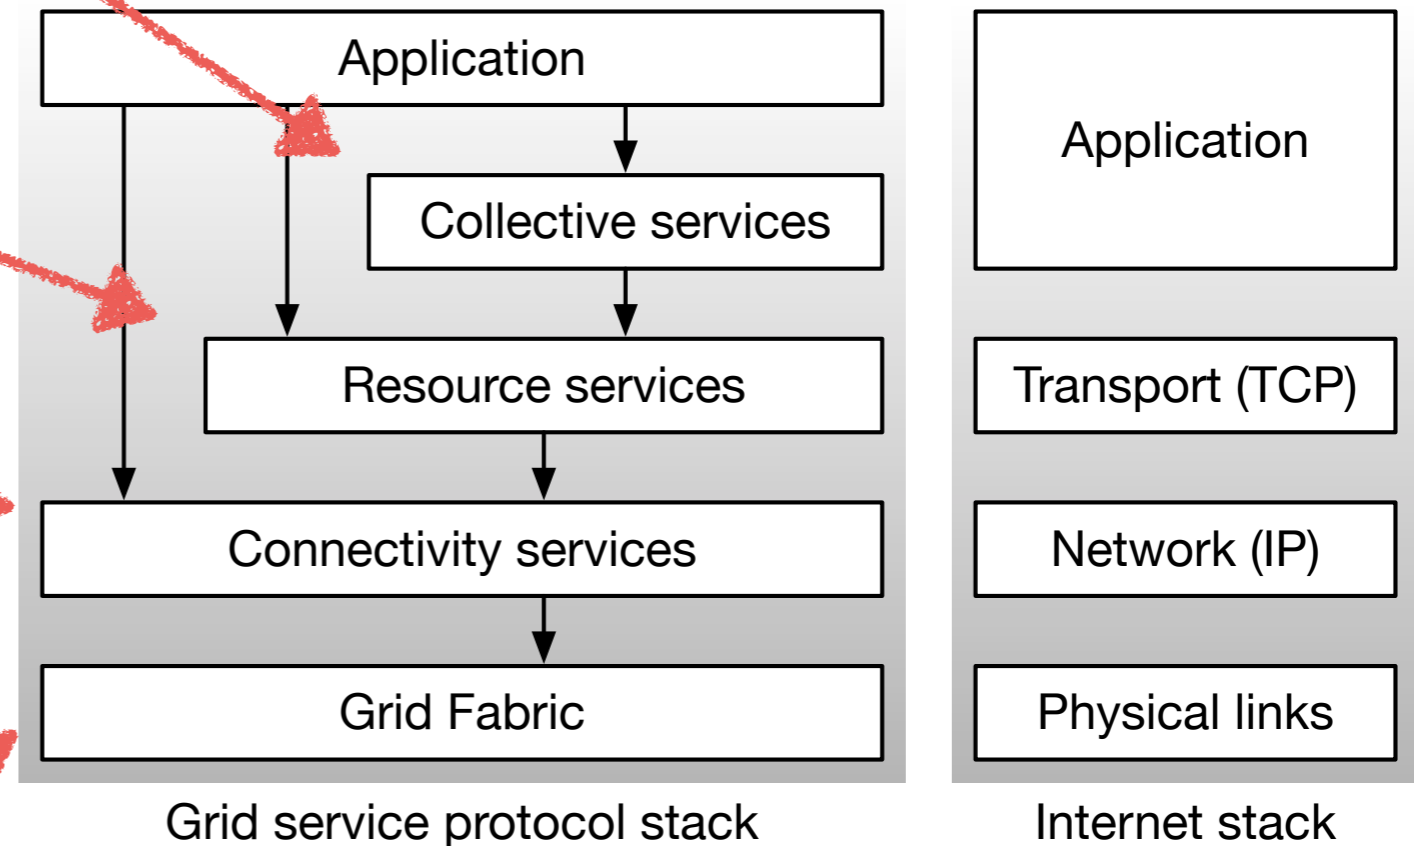 Application
Collective services
Resource services
Connectivity services
Grid Fabric
Grid service protocol stack
Application
Transport (TCP)
Network (IP)
Physical links
Internet stack